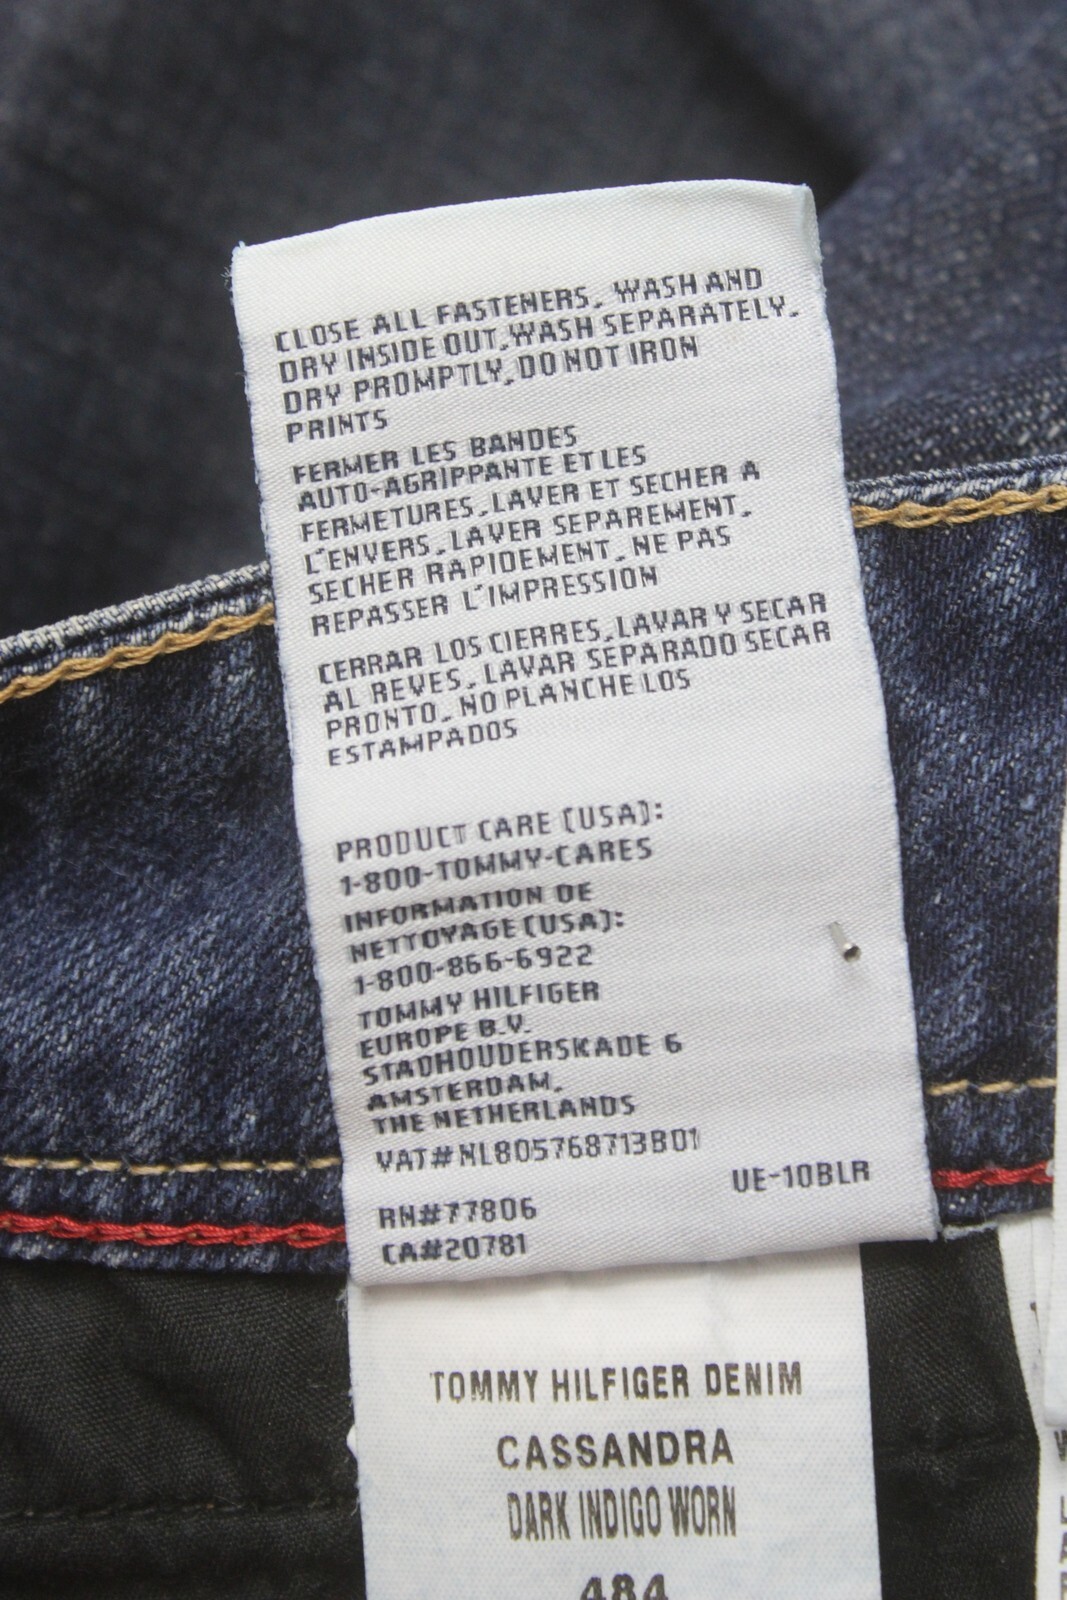 CLOSE ALL FASTENERS. WASH AND
DRY INSIDE OUT.WASH SEPARATELY.
DRY PROMPTLY.DO NOT IRON
PRINTS
FERMER LES BANDES
AUTO-AGRIPPANTE ET LES
FERMETURES.LAVER ET SECHER A
L'ENVERS.LAVER SEPAREMENT.
SECHER RAPIDEMENT.NE PAS
REPASSER L'IMPRESSION
CERRAR LOS CIERRES.LAVAR Y SECAR
AL REVES. LAVAR SEPARADO SECAR
PRONTO. NO PLANCHE LOS
ESTAMPADOS
PRODUCT CARE (USA):
1-800-TOMMY-CARES
INFORMATION DE
NETTOYAGE (USA):
1-800-866-6922
TOMMY HILFIGER
EUROPE B.V.
STADHOUDERSKADE 6
AMSTERDAM.
THE NETHERLANDS
VAT#NL805768713B01
UE-10BLR
RN#77806
CA#20781
TOMMY HILFIGER DENIM
CASSANDRA
DARK INDIGO WORN
484